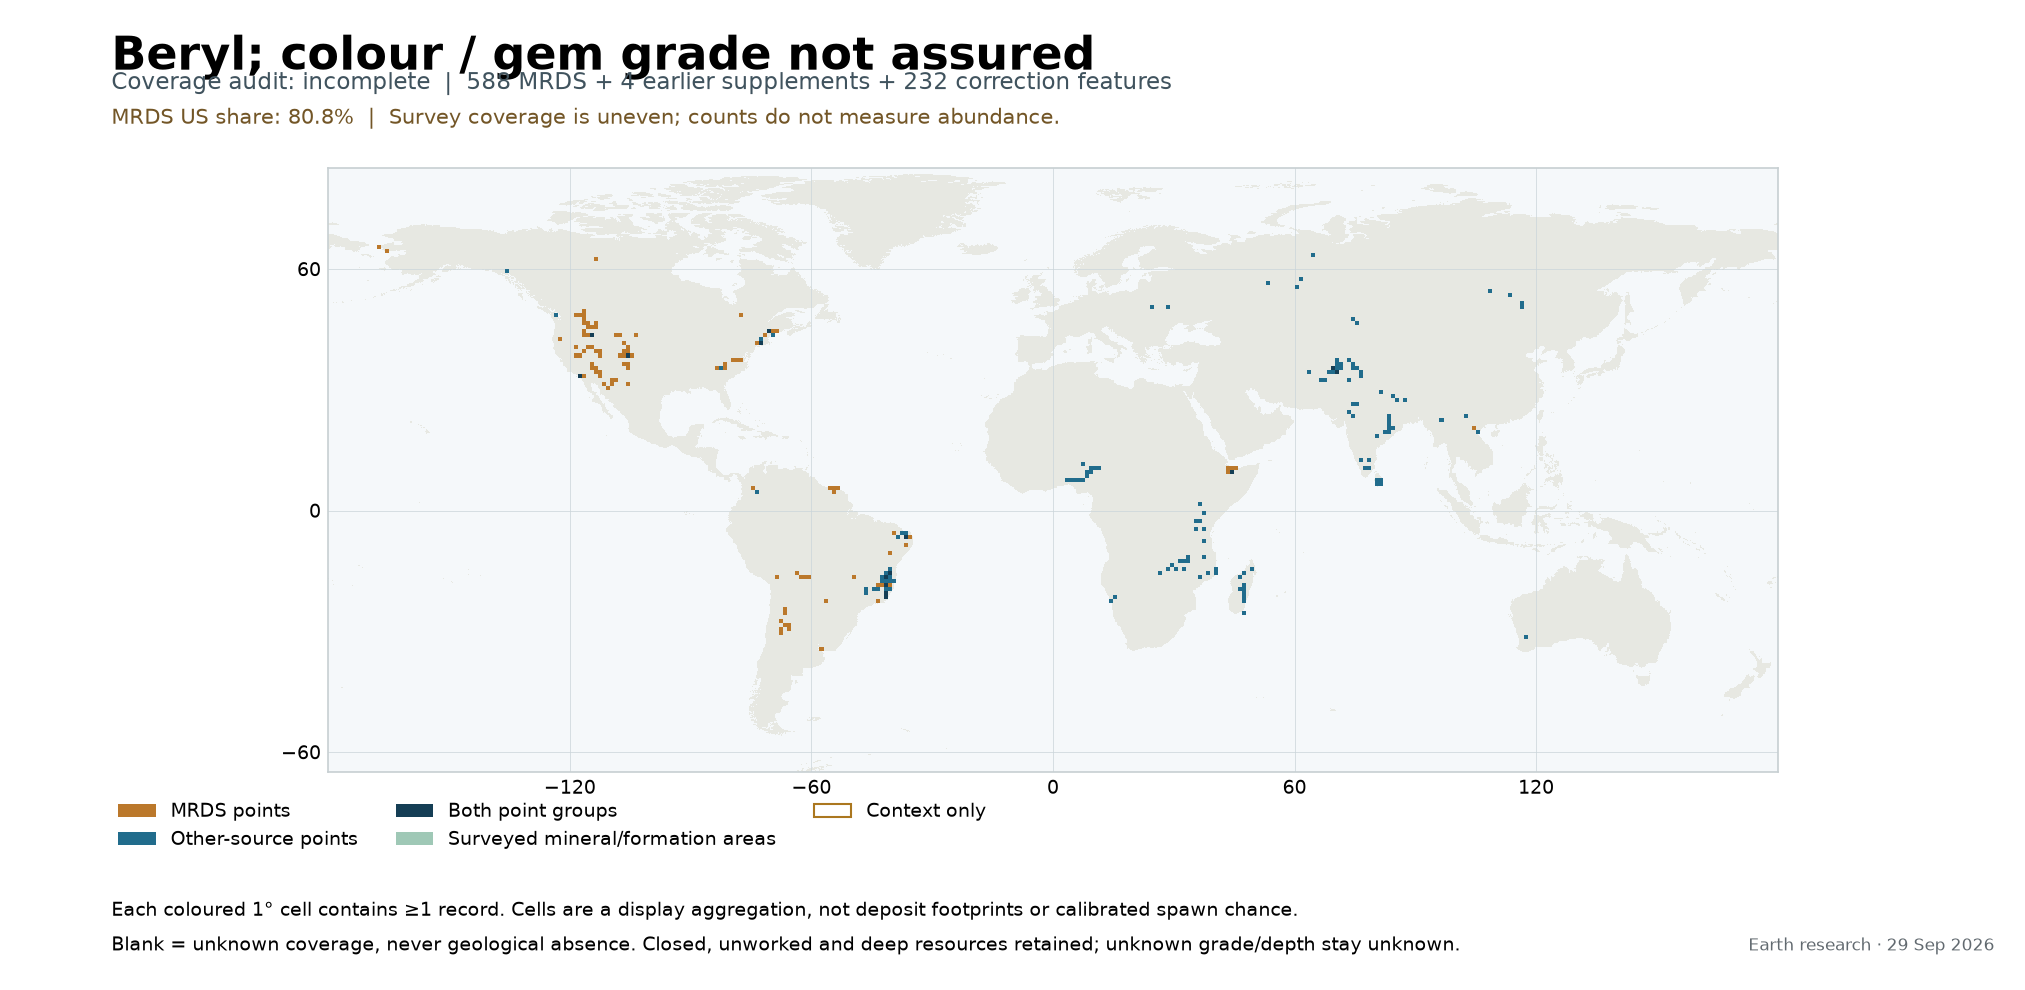 Beryl; colour / gem grade not assured
Coverage audit: incomplete | 588 MRDS + 4 earlier supplements + 232 correction features
MRDS US share: 80.8% | Survey coverage is uneven; counts do not measure abundance.
60
0
−60
−120 −60 0 60 120
MRDS points Both point groups Context only
Other-source points Surveyed mineral/formation areas
Each coloured 1° cell contains ≥1 record. Cells are a display aggregation, not deposit footprints or calibrated spawn chance.
Blank = unknown coverage, never geological absence. Closed, unworked and deep resources retained; unknown grade/depth stay unknown.
Earth research · 29 Sep 2026